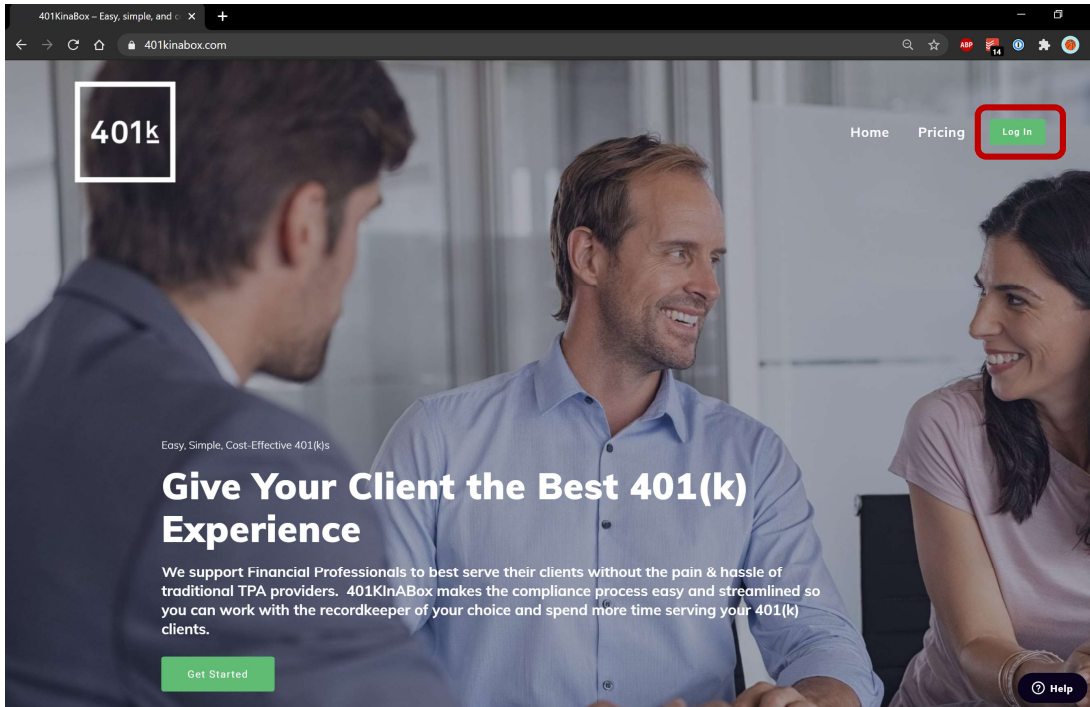 401KinaBox – Easy, simple, and c
401kinabox.com
ABP
14
401k
Home
Pricing
Log In
Easy, Simple, Cost-Effective 401(k)s
Give Your Client the Best 401(k)
Experience
We support Financial Professionals to best serve their clients without the pain & hassle of
traditional TPA providers. 401KInABox makes the compliance process easy and streamlined so
you can work with the recordkeeper of your choice and spend more time serving your 401(k)
clients.
Get Started
Help